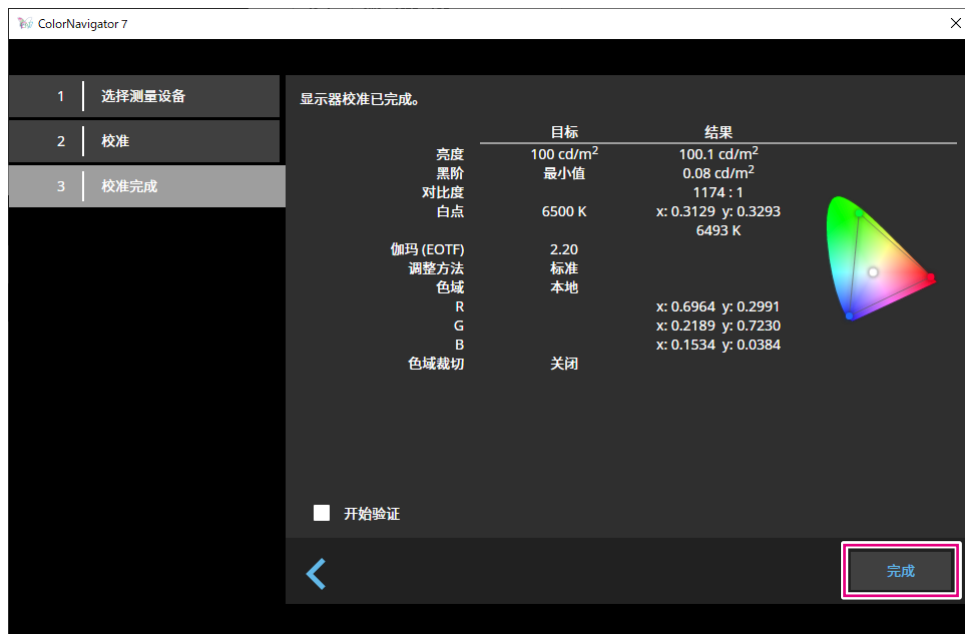 ColorNavigator 7
1 选择测量设备
2 校准
3 校准完成
显示器校准已完成。
目标 结果
亮度 100 cd/m² 100.1 cd/m²
黑阶 最小值 0.08 cd/m²
对比度 1174 : 1
白点 6500 K x: 0.3129 y: 0.3293
6493 K
伽玛 (EOTF) 2.20
调整方法 标准
色域 本地
R x: 0.6964 y: 0.2991
G x: 0.2189 y: 0.7230
B x: 0.1534 y: 0.0384
色域裁切 关闭
开始验证
完成